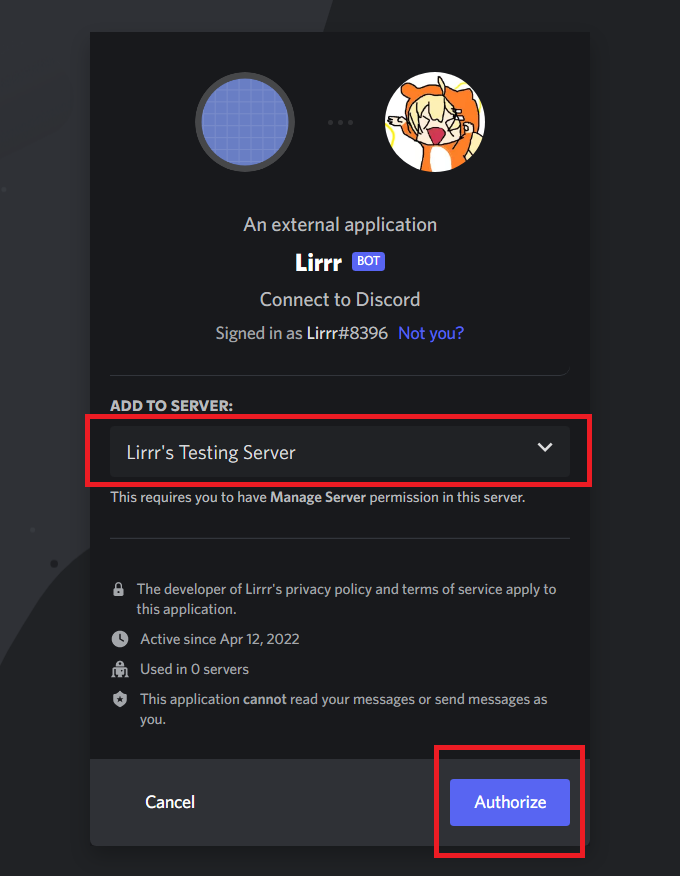 An external application
Lirrr BOT
Connect to Discord
Signed in as Lirrr#8396 Not you?
ADD TO SERVER:
Lirrr's Testing Server
This requires you to have Manage Server permission in this server.
The developer of Lirrr's privacy policy and terms of service apply to
this application.
Active since Apr 12, 2022
Used in 0 servers
This application cannot read your messages or send messages as
you.
Cancel Authorize